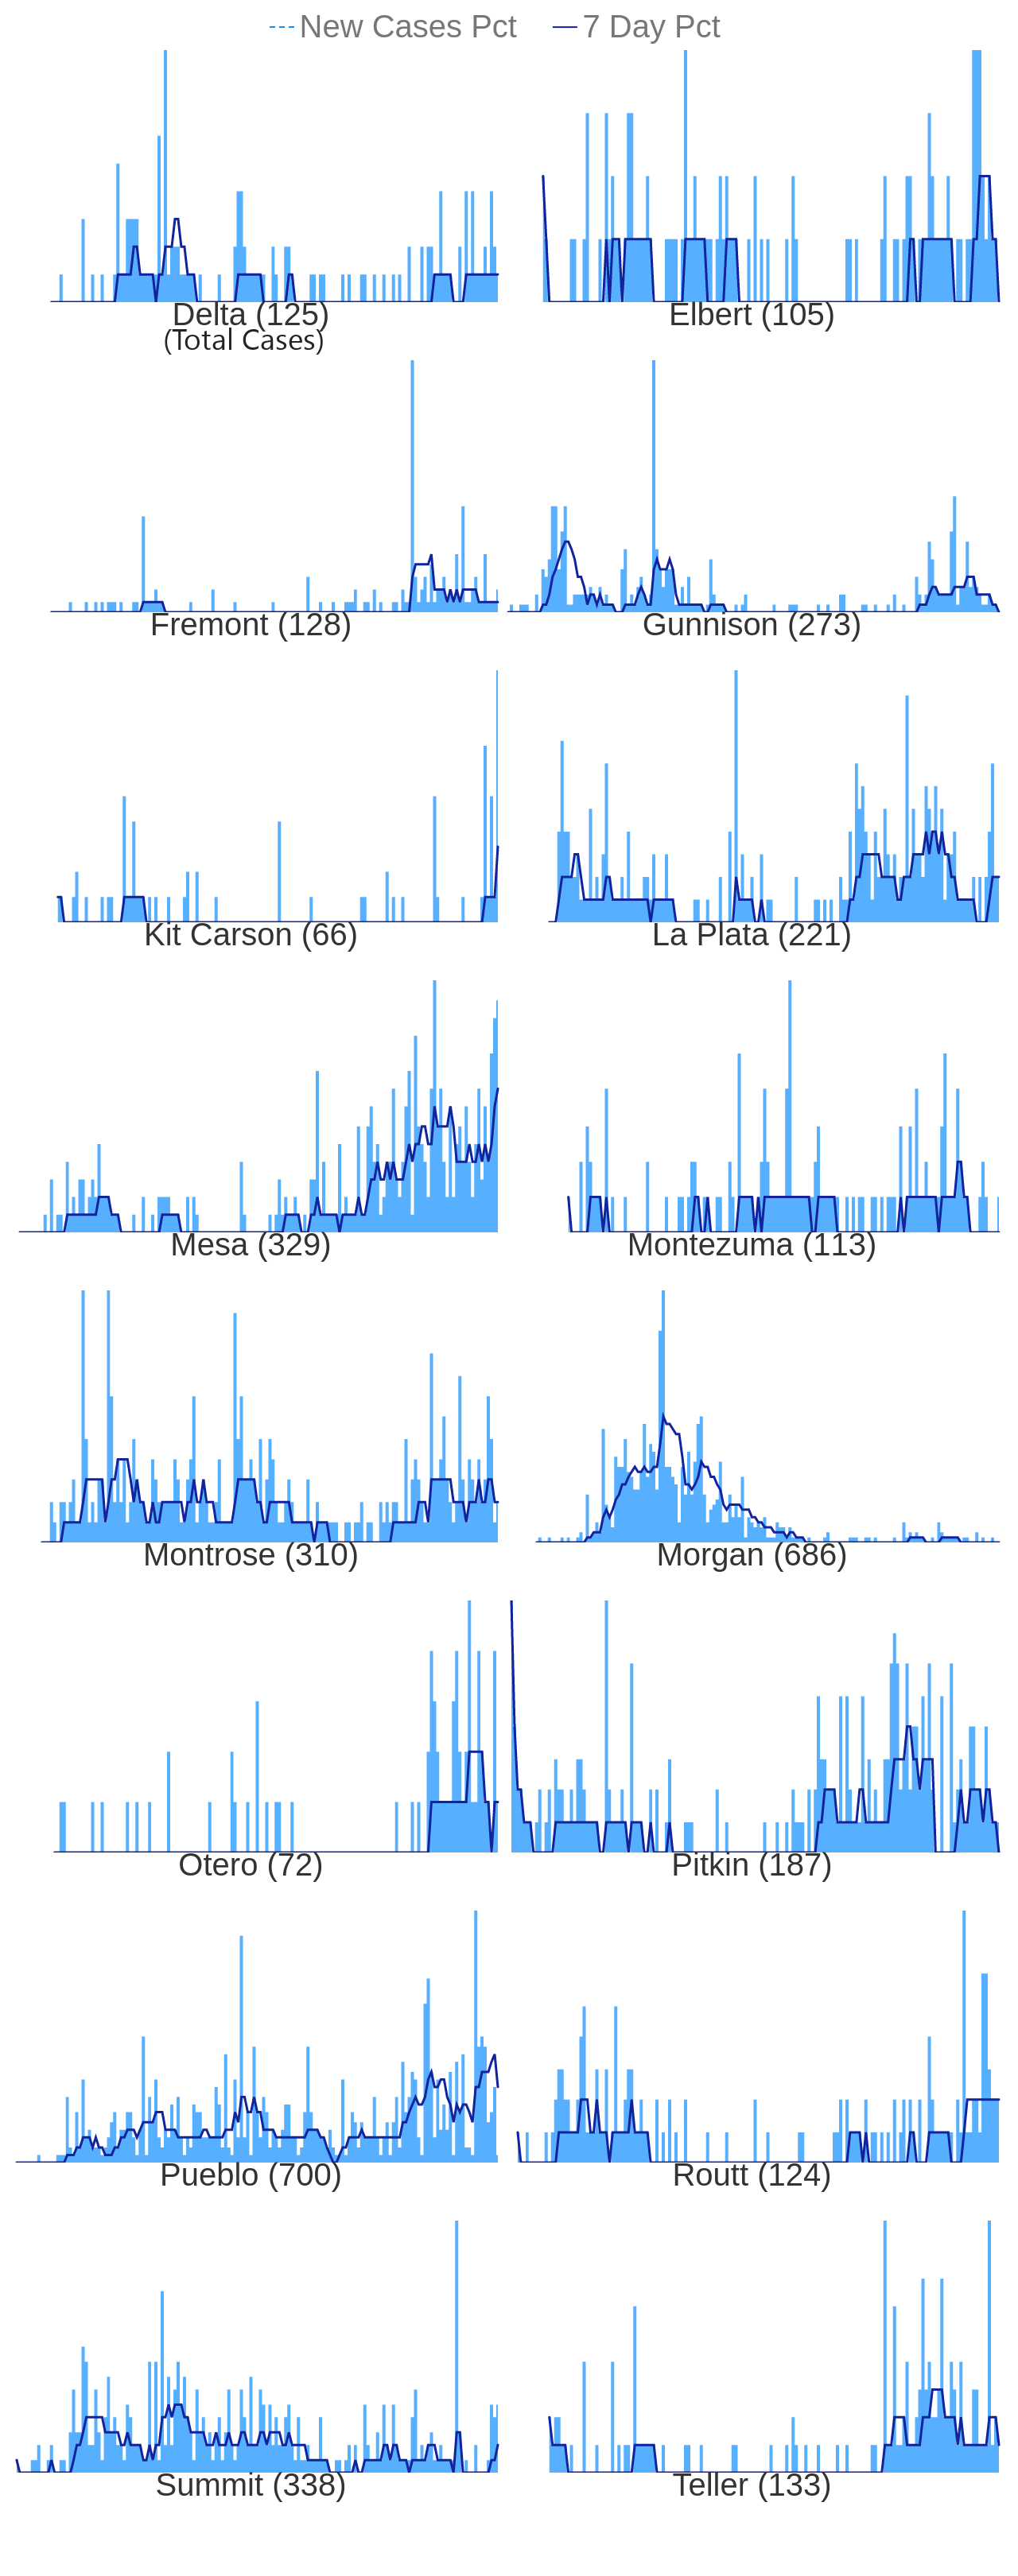 New Cases Pct 7 Day Pct
Delta (125) Elbert (105)
(Total Cases)
Fremont (128) Gunnison (273)
Kit Carson (66) La Plata (221)
Mesa (329) Montezuma (113)
Montrose (310) Morgan (686)
Otero (72) Pitkin (187)
Pueblo (700) Routt (124)
Summit (338) Teller (133)